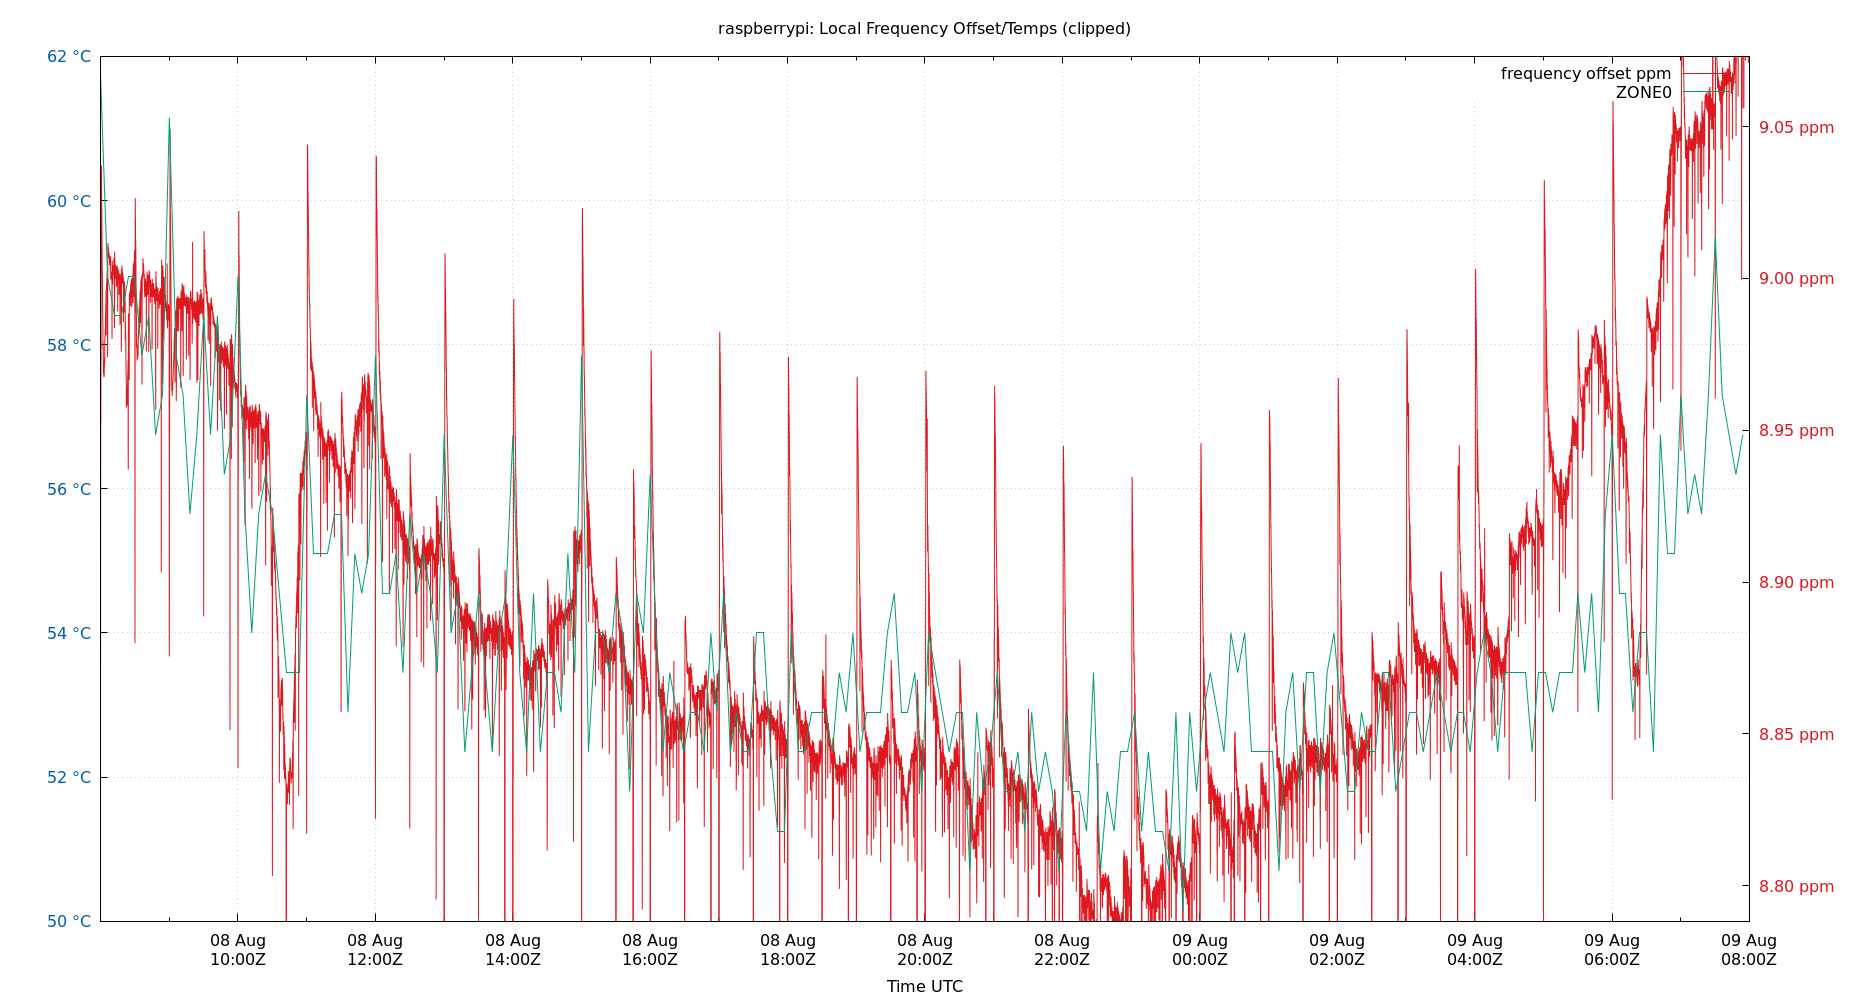 raspberrypi: Local Frequency Offset/Temps (clipped)
62 °C
60 °C
58 °C
56 °C
54 °C
52 °C
50 °C
frequency offset ppm
ZONE0
9.05 ppm
9.00 ppm
8.95 ppm
8.90 ppm
8.85 ppm
8.80 ppm
08 Aug
10:00Z
08 Aug
12:00Z
08 Aug
14:00Z
08 Aug
16:00Z
08 Aug
18:00Z
08 Aug
20:00Z
08 Aug
22:00Z
09 Aug
00:00Z
09 Aug
02:00Z
09 Aug
04:00Z
09 Aug
06:00Z
09 Aug
08:00Z
Time UTC